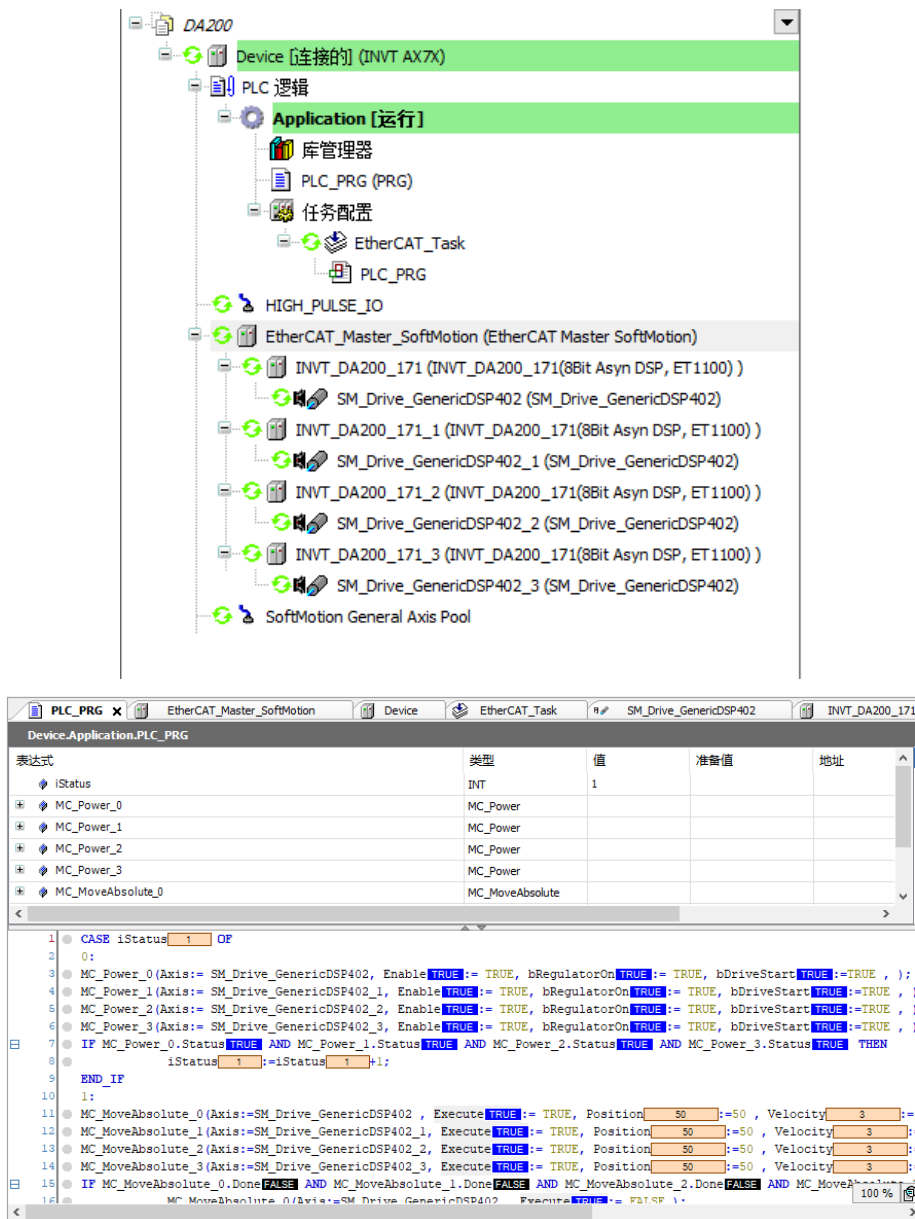 DA200
Device [连接的] (INVT AX7X)
PLC 逻辑
Application [运行]
库管理器
PLC_PRG (PRG)
任务配置
EtherCAT_Task
PLC_PRG
HIGH_PULSE_IO
EtherCAT_Master_SoftMotion (EtherCAT Master SoftMotion)
INVT_DA200_171 (INVT_DA200_171(8Bit Asyn DSP, ET1100) )
SM_Drive_GenericDSP402 (SM_Drive_GenericDSP402)
INVT_DA200_171_1 (INVT_DA200_171(8Bit Asyn DSP, ET1100) )
SM_Drive_GenericDSP402_1 (SM_Drive_GenericDSP402)
INVT_DA200_171_2 (INVT_DA200_171(8Bit Asyn DSP, ET1100) )
SM_Drive_GenericDSP402_2 (SM_Drive_GenericDSP402)
INVT_DA200_171_3 (INVT_DA200_171(8Bit Asyn DSP, ET1100) )
SM_Drive_GenericDSP402_3 (SM_Drive_GenericDSP402)
SoftMotion General Axis Pool
PLC_PRG X EtherCAT_Master_SoftMotion Device EtherCAT_Task SM_Drive_GenericDSP402 INVT_DA200_171
Device.Application.PLC_PRG
表达式 类型 值 准备值 地址
iStatus INT 1
MC_Power_0 MC_Power
MC_Power_1 MC_Power
MC_Power_2 MC_Power
MC_Power_3 MC_Power
MC_MoveAbsolute_0 MC_MoveAbsolute
1 CASE iStatus 1 OF
2 0:
3 MC_Power_0(Axis:= SM_Drive_GenericDSP402, Enable TRUE := TRUE, bRegulatorOn TRUE := TRUE, bDriveStart TRUE :=TRUE , );
4 MC_Power_1(Axis:= SM_Drive_GenericDSP402_1, Enable TRUE := TRUE, bRegulatorOn TRUE := TRUE, bDriveStart TRUE :=TRUE , )
5 MC_Power_2(Axis:= SM_Drive_GenericDSP402_2, Enable TRUE := TRUE, bRegulatorOn TRUE := TRUE, bDriveStart TRUE :=TRUE , )
6 MC_Power_3(Axis:= SM_Drive_GenericDSP402_3, Enable TRUE := TRUE, bRegulatorOn TRUE := TRUE, bDriveStart TRUE :=TRUE , )
7 IF MC_Power_0.Status TRUE AND MC_Power_1.Status TRUE AND MC_Power_2.Status TRUE AND MC_Power_3.Status TRUE THEN
8 iStatus 1 :=iStatus 1 +1;
9 END_IF
10 1:
11 MC_MoveAbsolute_0(Axis:=SM_Drive_GenericDSP402 , Execute TRUE := TRUE, Position 50 :=50 , Velocity 3 :=
12 MC_MoveAbsolute_1(Axis:=SM_Drive_GenericDSP402_1, Execute TRUE := TRUE, Position 50 :=50 , Velocity 3 :
13 MC_MoveAbsolute_2(Axis:=SM_Drive_GenericDSP402_2, Execute TRUE := TRUE, Position 50 :=50 , Velocity 3 :
14 MC_MoveAbsolute_3(Axis:=SM_Drive_GenericDSP402_3, Execute TRUE := TRUE, Position 50 :=50 , Velocity 3 :
15 IF MC_MoveAbsolute_0.Done FALSE AND MC_MoveAbsolute_1.Done FALSE AND MC_MoveAbsolute_2.Done FALSE AND
16 MC_MoveAbsolute_0(Axis:=SM_Drive_GenericDSP402 , Execute TRUE := FALSE );
100 %